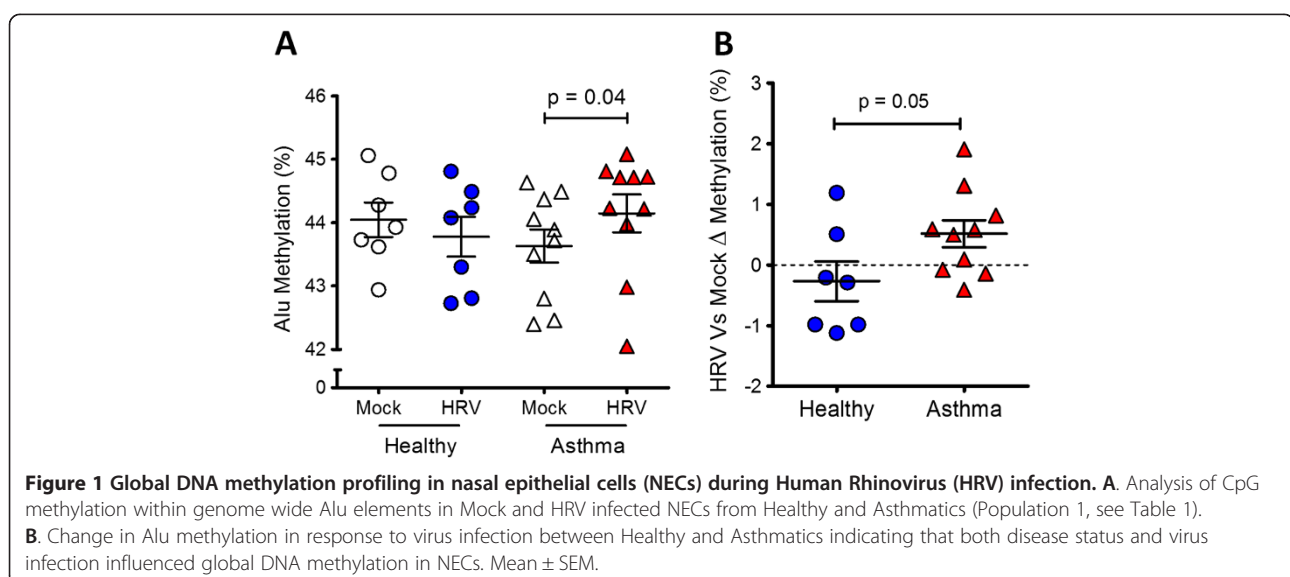 A
Alu Methylation (%)
46
45
44
43
42
0
p = 0.04
Mock HRV Mock HRV
Healthy Asthma
B
HRV Vs Mock Δ Methylation (%)
3
2
1
0
-1
-2
p = 0.05
Healthy Asthma
Figure 1 Global DNA methylation profiling in nasal epithelial cells (NECs) during Human Rhinovirus (HRV) infection. A. Analysis of CpG
methylation within genome wide Alu elements in Mock and HRV infected NECs from Healthy and Asthmatics (Population 1, see Table 1).
B. Change in Alu methylation in response to virus infection between Healthy and Asthmatics indicating that both disease status and virus
infection influenced global DNA methylation in NECs. Mean ± SEM.